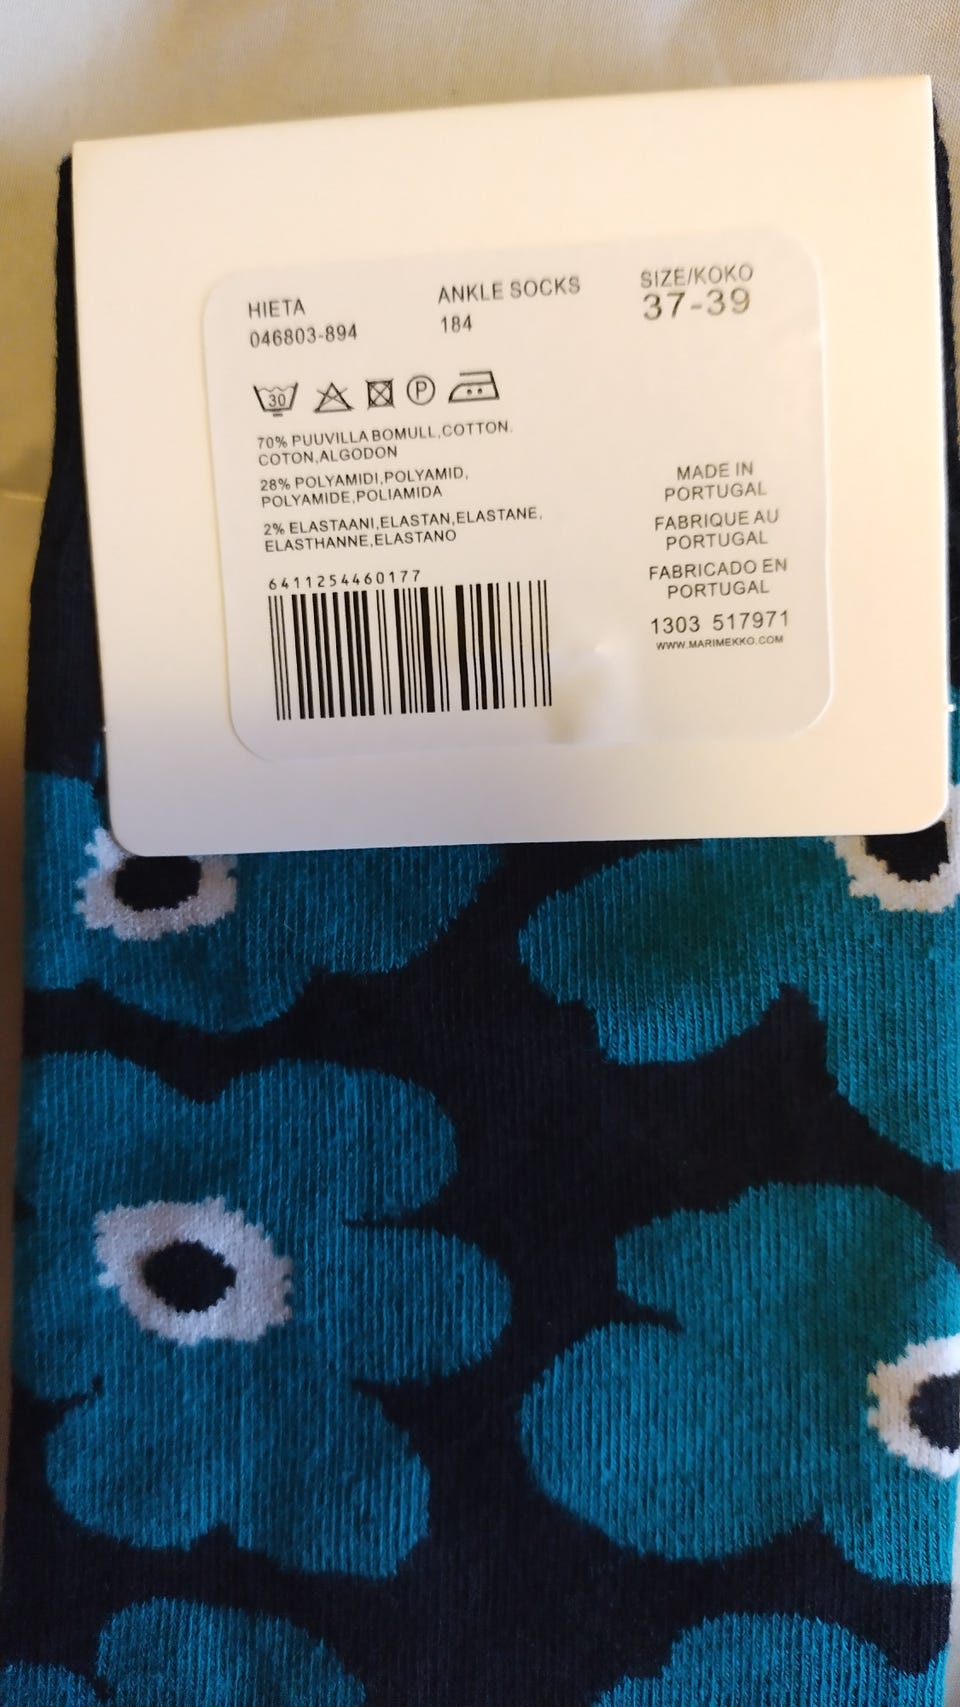 HIETA
046803-894
ANKLE SOCKS
184
SIZE/KOKO
37-39
30
P
70% PUUVILLA BOMULL,COTTON.
COTON,ALGODON
28% POLYAMIDI,POLYAMID,
POLYAMIDE,POLIAMIDA
2% ELASTAANI,ELASTAN,ELASTANE,
ELASTHANNE,ELASTANO
6411254460177
MADE IN
PORTUGAL
FABRIQUE AU
PORTUGAL
FABRICADO EN
PORTUGAL
1303 517971
WWW.MARIMEKKO.COM